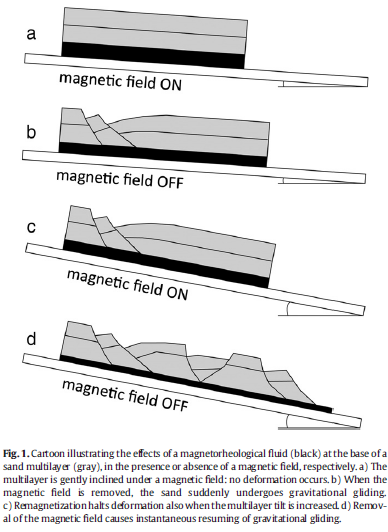 a
magnetic field ON
b
magnetic field OFF
c
magnetic field ON
d
magnetic field OFF
Fig. 1. Cartoon illustrating the effects of a magnetorheological fluid (black) at the base of a
sand multilayer (gray), in the presence or absence of a magnetic field, respectively. a) The
multilayer is gently inclined under a magnetic field: no deformation occurs. b) When the
magnetic field is removed, the sand suddenly undergoes gravitational gliding.
c) Remagnetization halts deformation also when the multilayer tilt is increased. d) Remov-
al of the magnetic field causes instantaneous resuming of gravitational gliding.